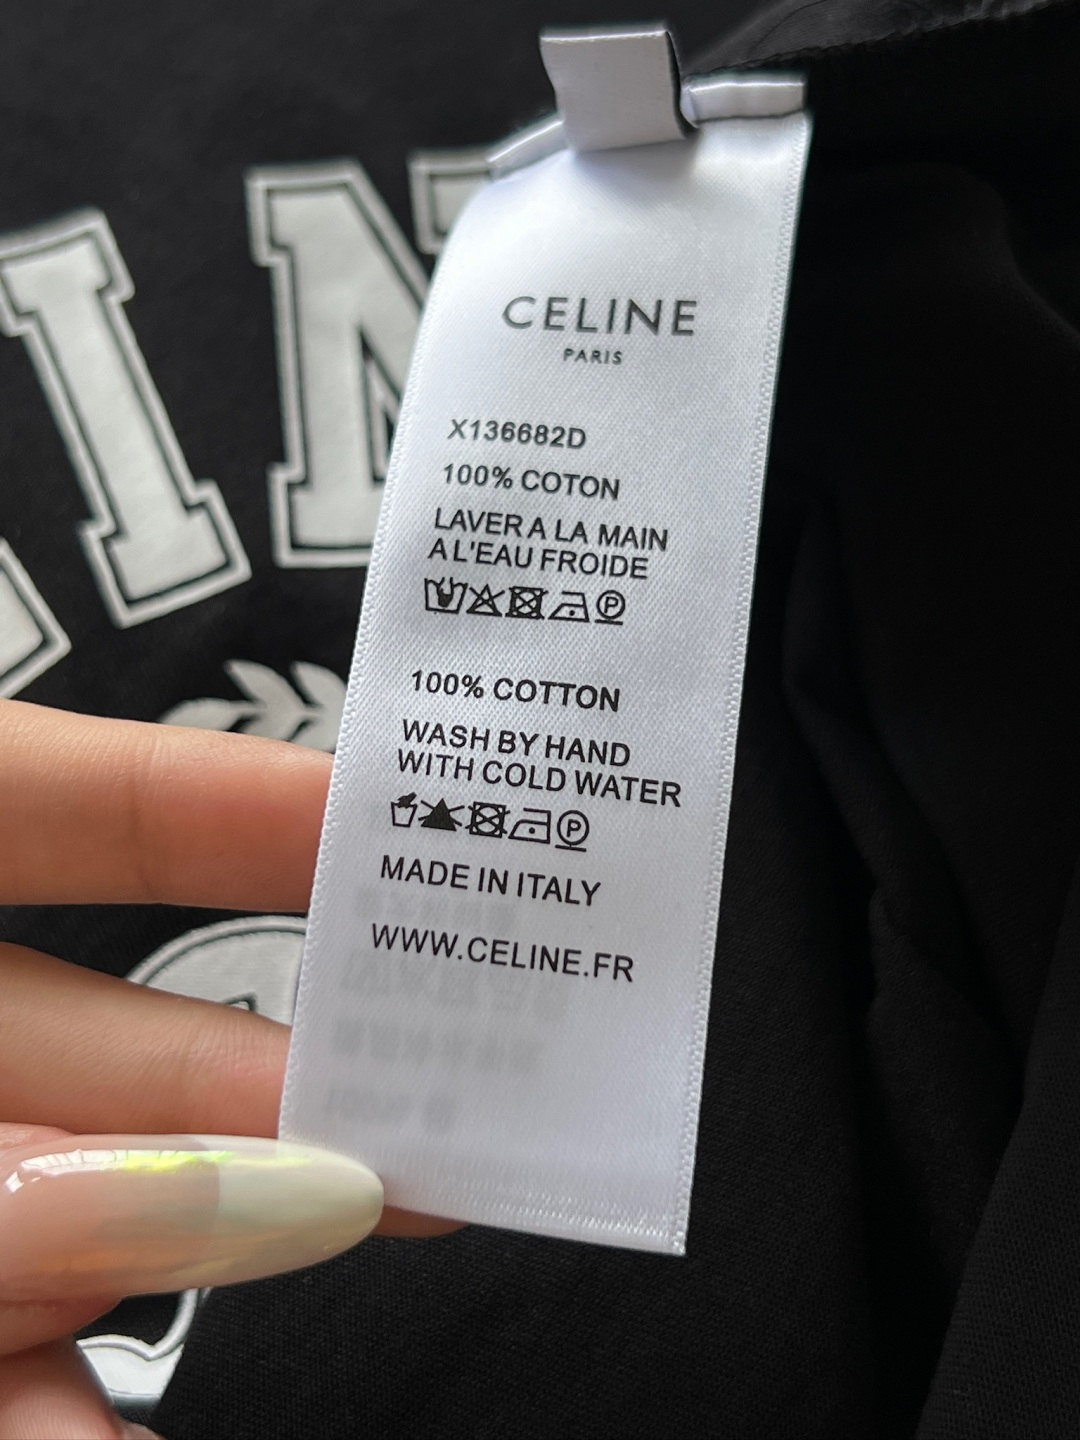 IN
CELINE
PARIS
X136682D
100% COTON
LAVER A LA MAIN
A L'EAU FROIDE
P
100% COTTON
WASH BY HAND
WITH COLD WATER
P
MADE IN ITALY
WWW.CELINE.FR